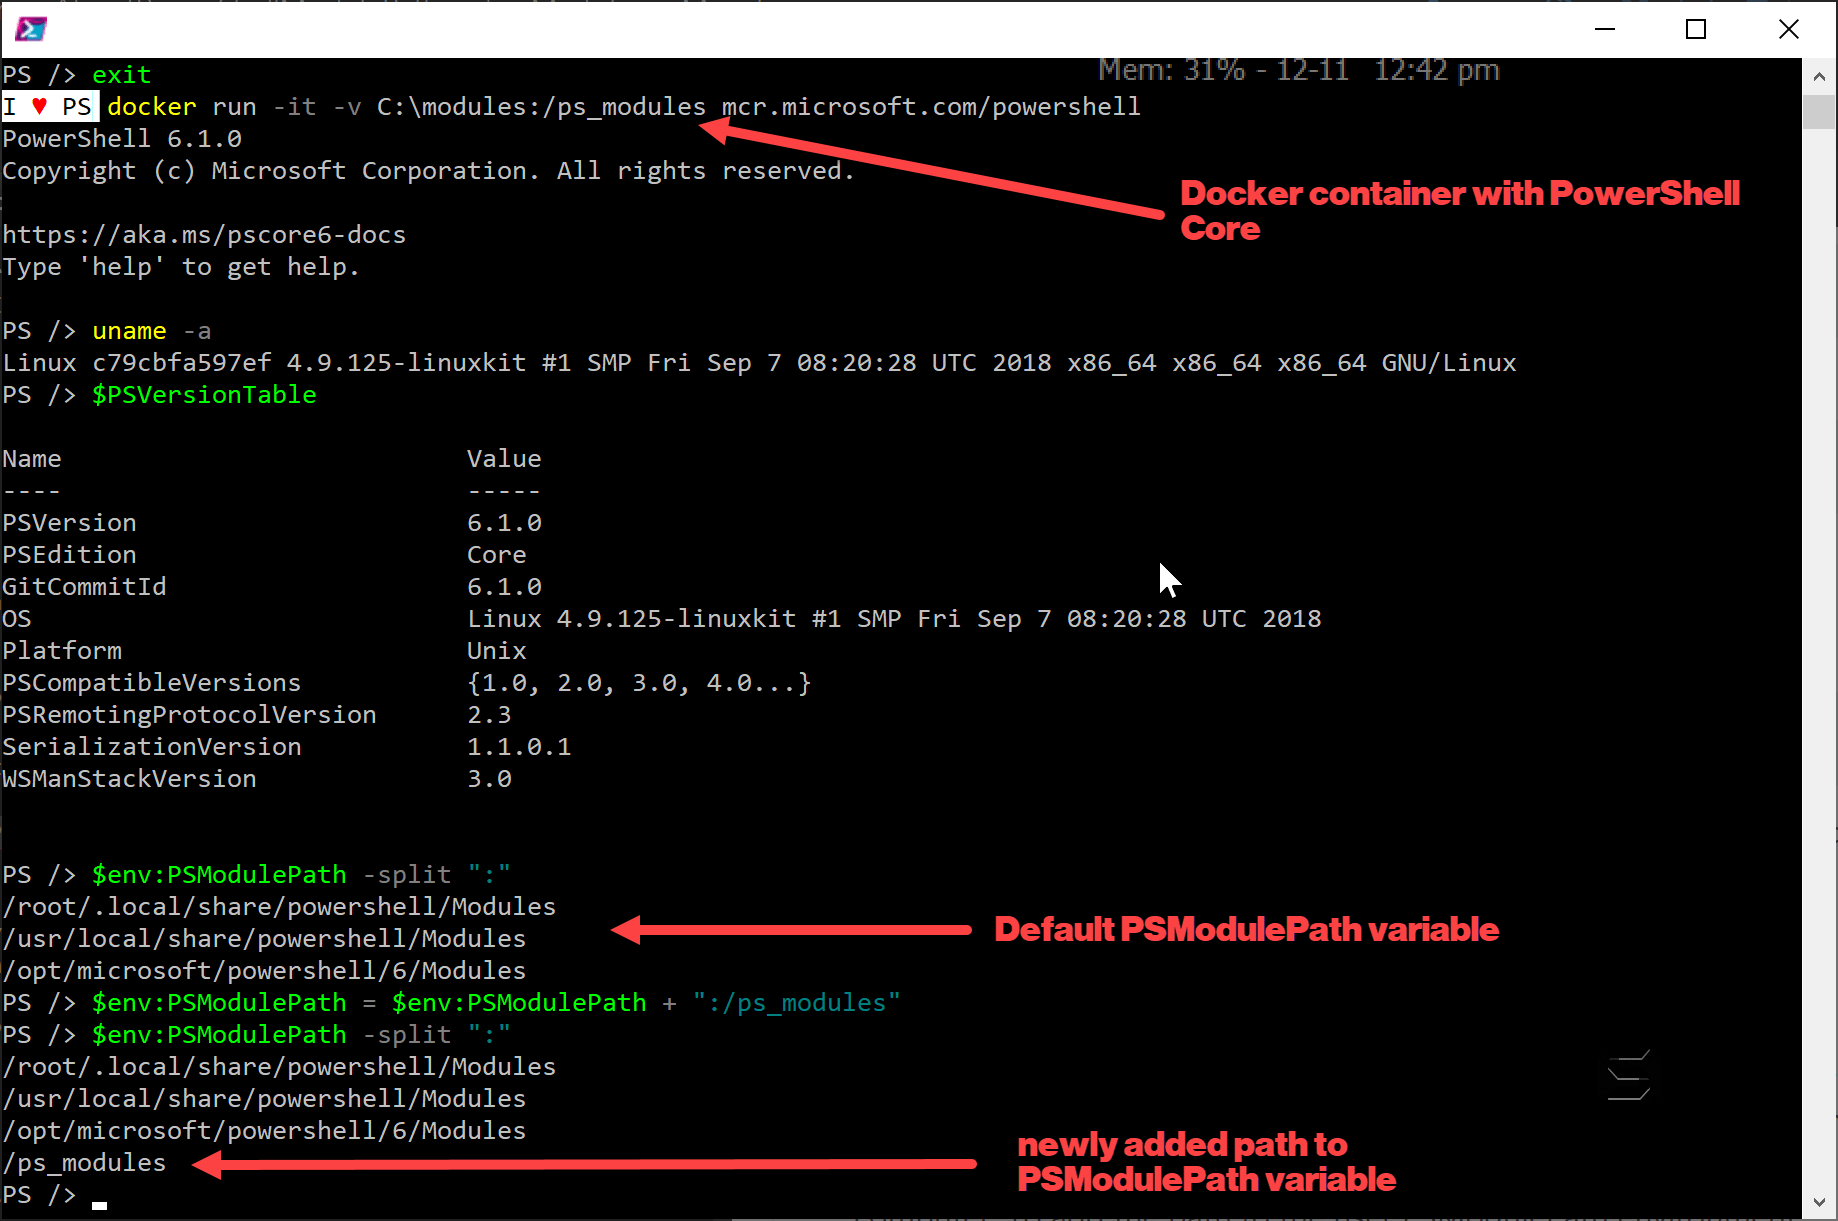 PS /> exit
Mem: 31% - 12-11 12:42 pm
I ♥ PS docker run -it -v C:\modules:/ps_modules mcr.microsoft.com/powershell
PowerShell 6.1.0
Copyright (c) Microsoft Corporation. All rights reserved.
Docker container with PowerShell
Core
https://aka.ms/pscore6-docs
Type 'help' to get help.
PS /> uname -a
Linux c79cbfa597ef 4.9.125-linuxkit #1 SMP Fri Sep 7 08:20:28 UTC 2018 x86_64 x86_64 x86_64 GNU/Linux
PS /> $PSVersionTable
Name Value
---- -----
PSVersion 6.1.0
PSEdition Core
GitCommitId 6.1.0
OS Linux 4.9.125-linuxkit #1 SMP Fri Sep 7 08:20:28 UTC 2018
Platform Unix
PSCompatibleVersions {1.0, 2.0, 3.0, 4.0...}
PSRemotingProtocolVersion 2.3
SerializationVersion 1.1.0.1
WSManStackVersion 3.0
PS /> $env:PSModulePath -split ":"
/root/.local/share/powershell/Modules
/usr/local/share/powershell/Modules
Default PSModulePath variable
/opt/microsoft/powershell/6/Modules
PS /> $env:PSModulePath = $env:PSModulePath + ":/ps_modules"
PS /> $env:PSModulePath -split ":"
/root/.local/share/powershell/Modules
/usr/local/share/powershell/Modules
/opt/microsoft/powershell/6/Modules
/ps_modules
newly added path to
PSModulePath variable
PS />